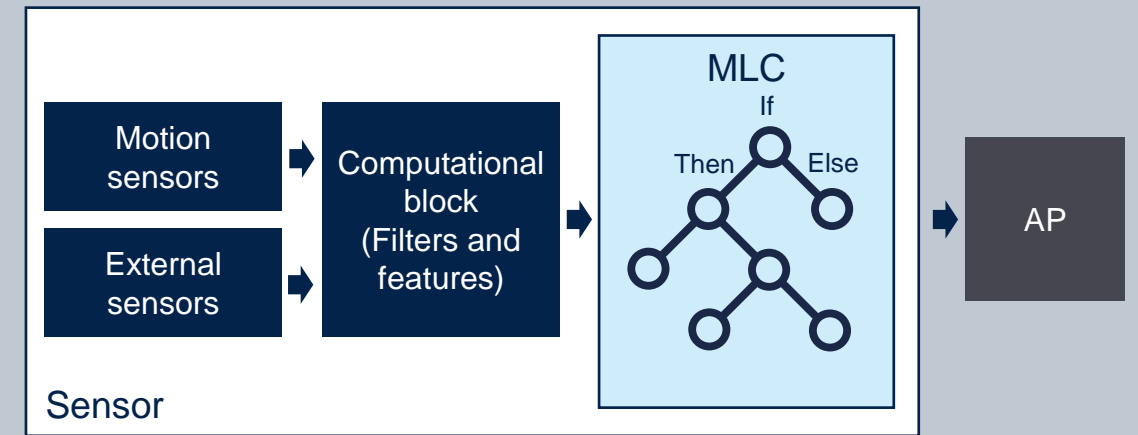 Motion
sensors
External
sensors
Computational
block
(Filters and
features)
MLC
If
Then
Else
AP
Sensor